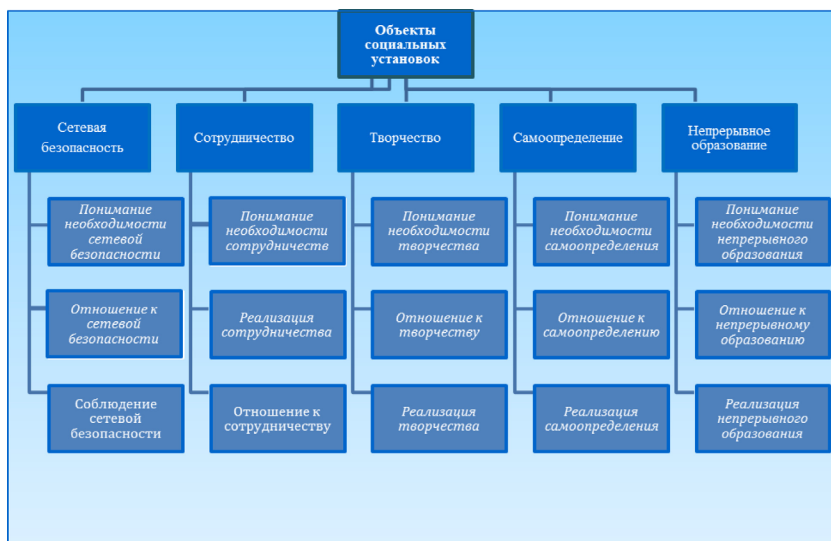 Объекты
социальных
установок
Сетевая
безопасность
Сотрудничество
Творчество
Самоопределение
Непрерывное
образование
Понимание
необходимости
сетевой
безопасности
Понимание
необходимости
сотрудничеств
Понимание
необходимости
творчества
Понимание
необходимости
самоопределения
Понимание
необходимости
непрерывного
образования
Отношение к
сетевой
безопасности
Реализация
сотрудничества
Отношение к
творчеству
Отношение к
самоопределению
Отношение к
непрерывному
образованию
Соблюдение
сетевой
безопасности
Отношение к
сотрудничеству
Реализация
творчества
Реализация
самоопределения
Реализация
непрерывного
образования